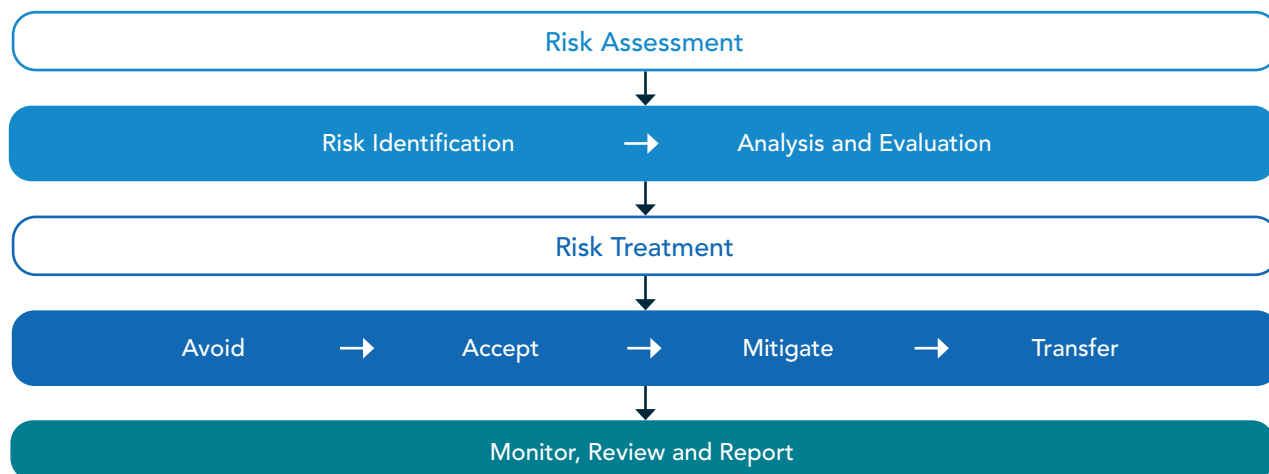 Risk Assessment
Risk Identification → Analysis and Evaluation
Risk Treatment
Avoid → Accept → Mitigate → Transfer
Monitor, Review and Report